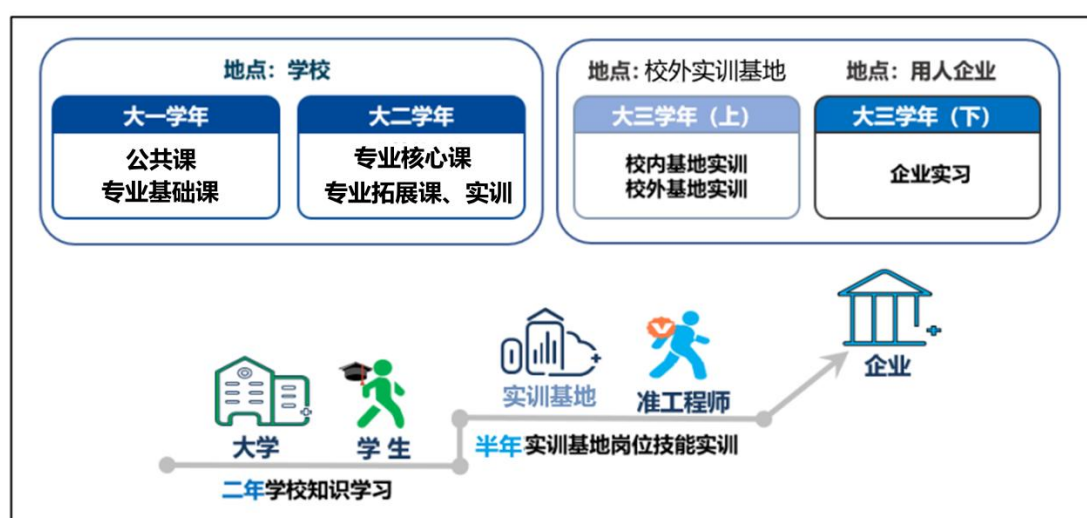 地点：学校
大一学年
公共课
专业基础课
大二学年
专业核心课
专业拓展课、实训
地点：校外实训基地
大三学年（上）
校内基地实训
校外基地实训
地点：用人企业
大三学年（下）
企业实习
大学
学生
二年学校知识学习
实训基地
准工程师
半年实训基地岗位技能实训
企业